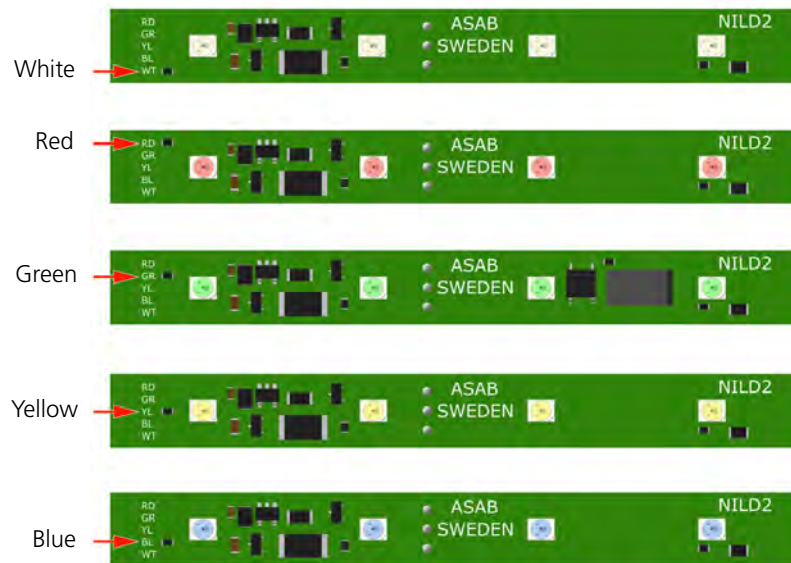 White
RD
GR
YL
BL
WT
ASAB
SWEDEN
NILD2
Red
RD
GR
YL
BL
WT
ASAB
SWEDEN
NILD2
Green
RD
GR
YL
BL
WT
ASAB
SWEDEN
NILD2
Yellow
RD
GR
YL
BL
WT
ASAB
SWEDEN
NILD2
Blue
RD
GR
YL
BL
WT
ASAB
SWEDEN
NILD2